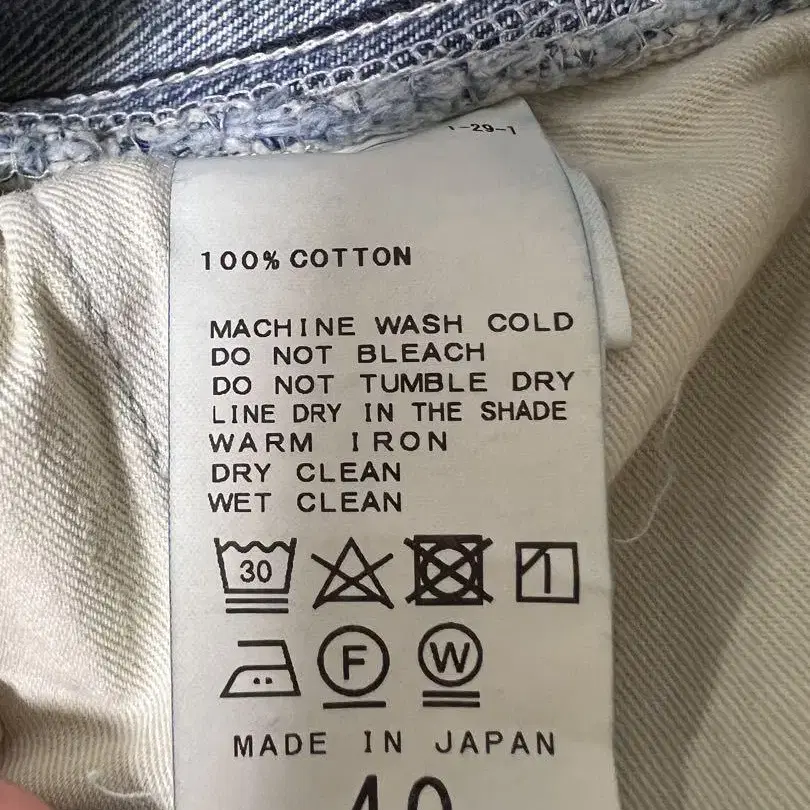 -29-1
100% COTTON
MACHINE WASH COLD
DO NOT BLEACH
DO NOT TUMBLE DRY
LINE DRY IN THE SHADE
WARM IRON
DRY CLEAN
WET CLEAN
30
F W
MADE IN JAPAN
40